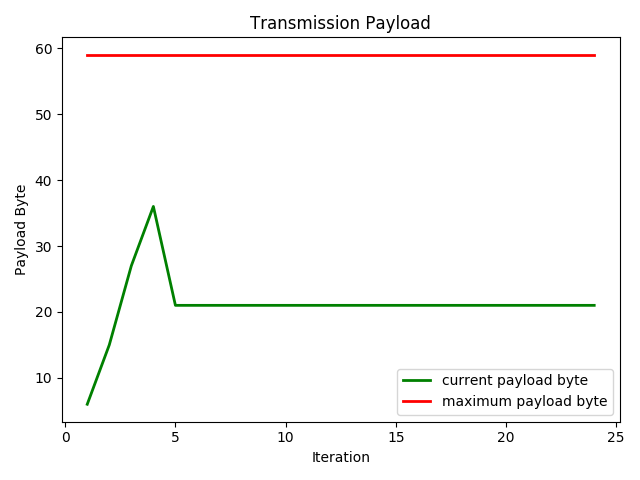 Transmission Payload
60
50
40
30
20
10
Payload Byte
0
5
10
15
20
25
Iteration
current payload byte
maximum payload byte